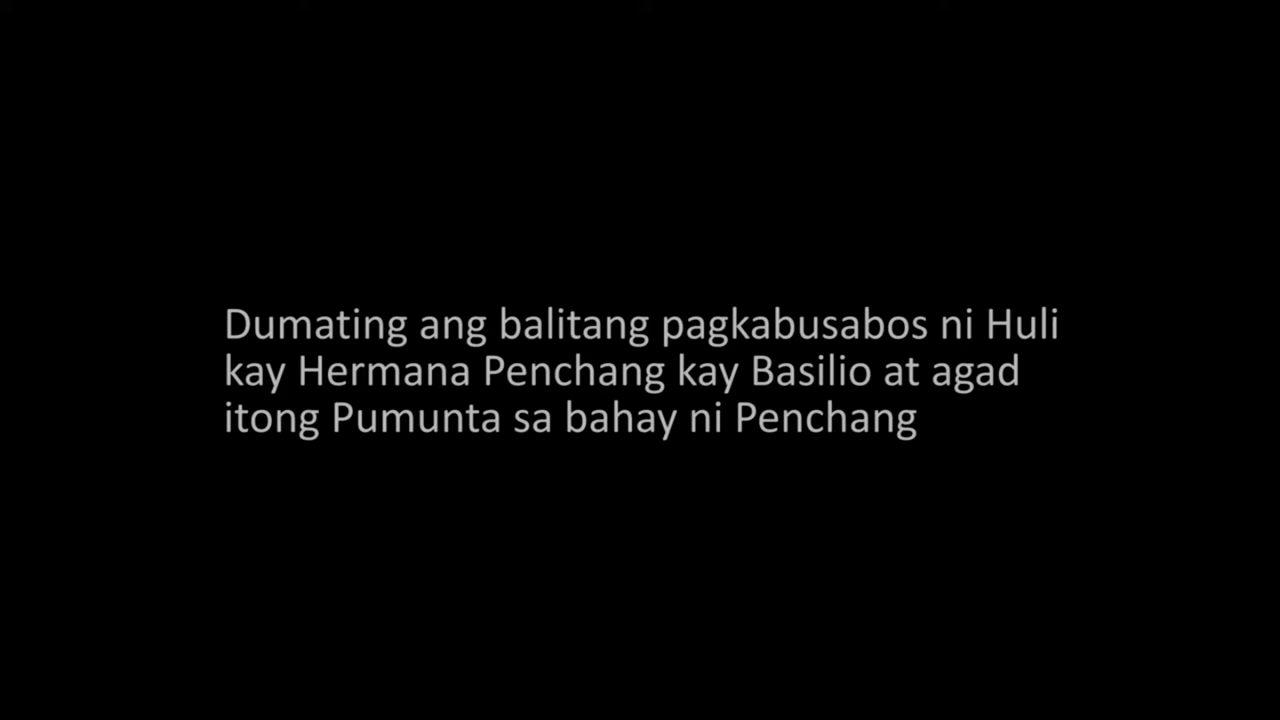 Dumating ang balitang pagkabusabos ni Huli
kay Hermana Penchang kay Basilio at agad
itong Pumunta sa bahay ni Penchang